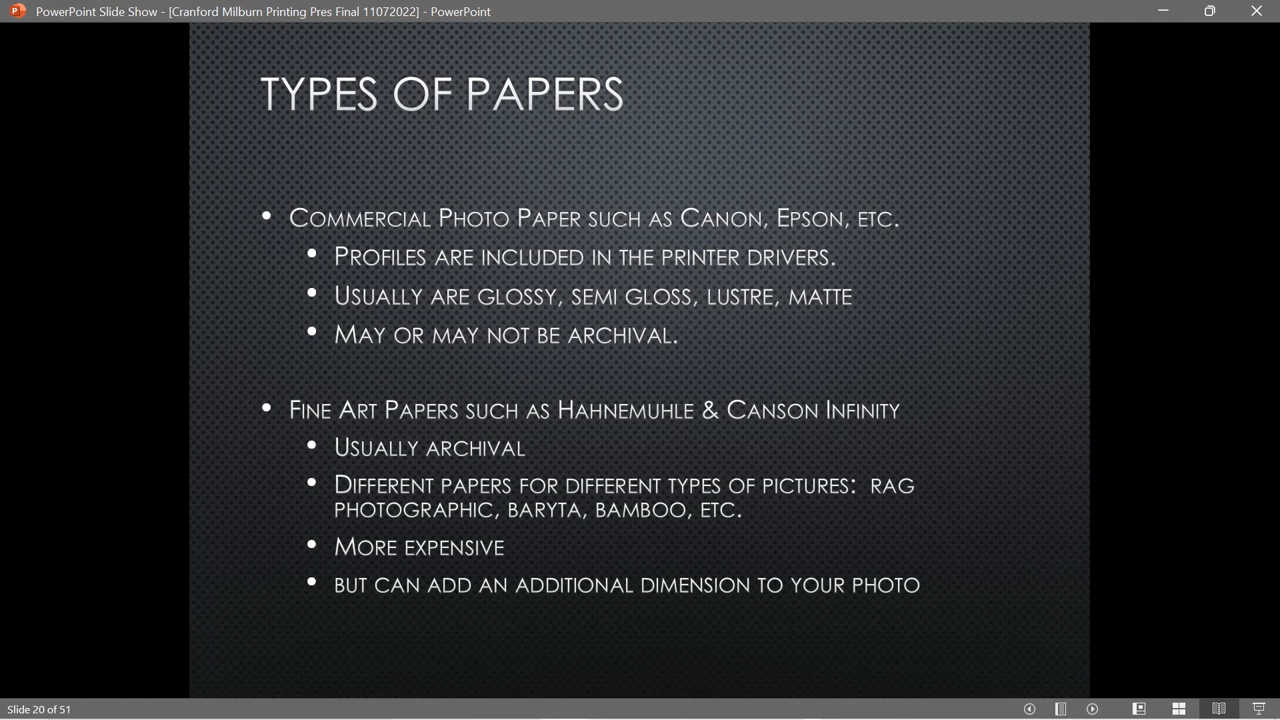 PowerPoint Slide Show - [Cranford Milburn Printing Pres Final 11072022] - PowerPoint
TYPES OF PAPERS
• COMMERCIAL PHOTO PAPER SUCH AS CANON, EPSON, ETC.
• PROFILES ARE INCLUDED IN THE PRINTER DRIVERS.
• USUALLY ARE GLOSSY, SEMI GLOSS, LUSTRE, MATTE
• MAY OR MAY NOT BE ARCHIVAL.
• FINE ART PAPERS SUCH AS HAHNEMUHLE & CANSON INFINITY
• USUALLY ARCHIVAL
• DIFFERENT PAPERS FOR DIFFERENT TYPES OF PICTURES: RAG
PHOTOGRAPHIC, BARYTA, BAMBOO, ETC.
• MORE EXPENSIVE
• BUT CAN ADD AN ADDITIONAL DIMENSION TO YOUR PHOTO
Slide 20 of 51